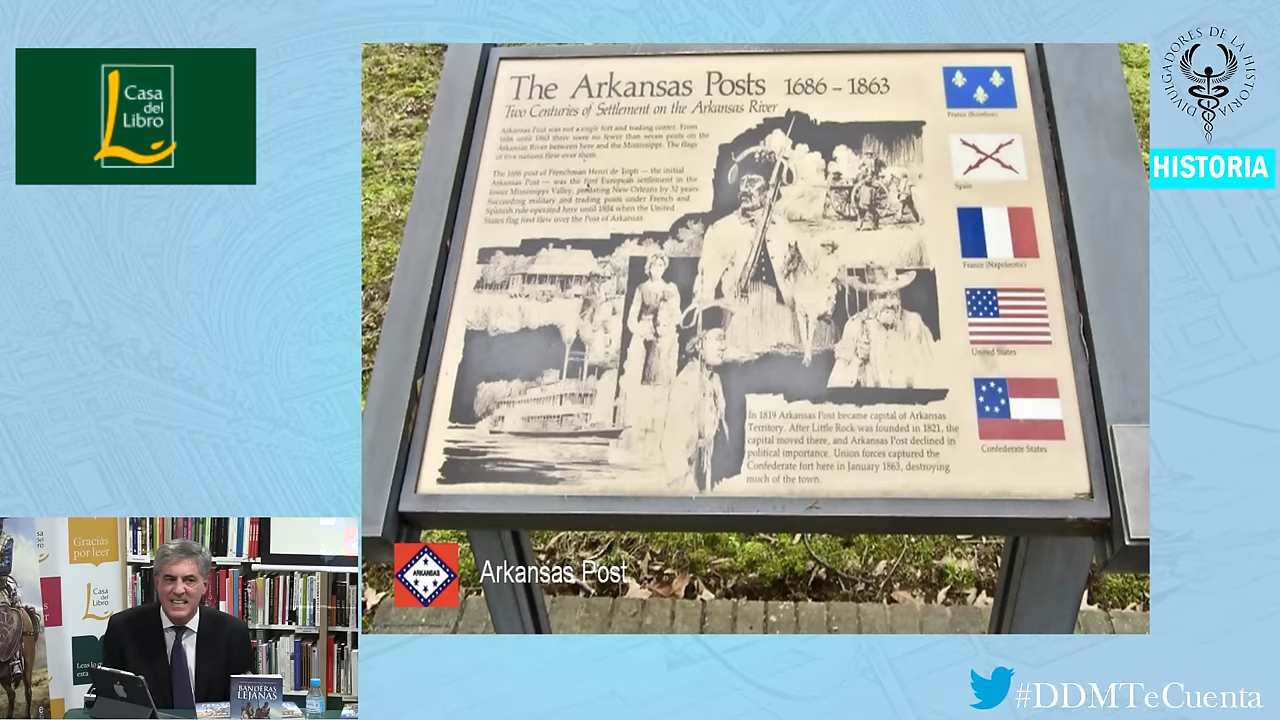 Casa
del
Libro
The Arkansas Posts 1686 – 1863
Two Centuries of Settlement on the Arkansas River
Arkansas Post was not a single fort and trading center. From
1686 until 1863 there were no fewer than seven posts on the
Arkansas River between here and the Mississippi. The flags
of five nations flew over them.
The 1686 post of Frenchman Henri de Tonti — the initial
Arkansas Post — was the first European settlement in the
lower Mississippi Valley, predating New Orleans by 32 years.
Succeeding military and trading posts under French and
Spanish rule operated here until 1804 when the United
States flag first flew over the Post of Arkansas.
In 1819 Arkansas Post became capital of Arkansas
Territory. After Little Rock was founded in 1821, the
capital moved there, and Arkansas Post declined in
political importance. Union forces captured the
Confederate fort here in January 1863, destroying
much of the town.
France (Bourbon)
Spain
France (Napoleonic)
United States
Confederate States
ARKANSAS
Arkansas Post
DIVULGADORES DE LA HISTORIA
HISTORIA
Gracias
por leer
Casa
del
Libro
BANDERAS
LEJANAS
#DDMTeCuenta